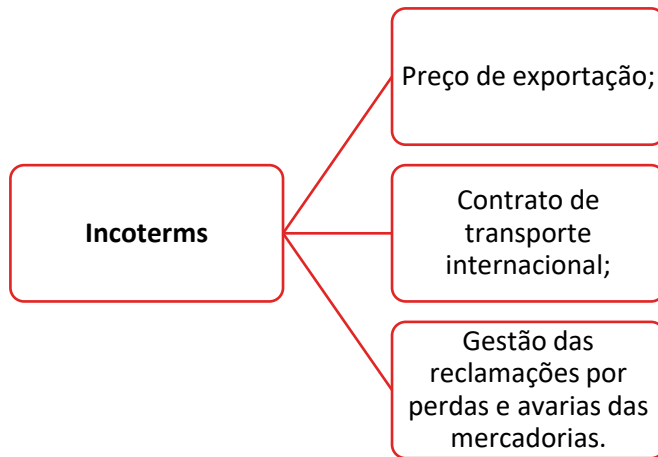 Preço de exportação;
Incoterms
Contrato de
transporte
internacional;
Gestão das
reclamações por
perdas e avarias das
mercadorias.